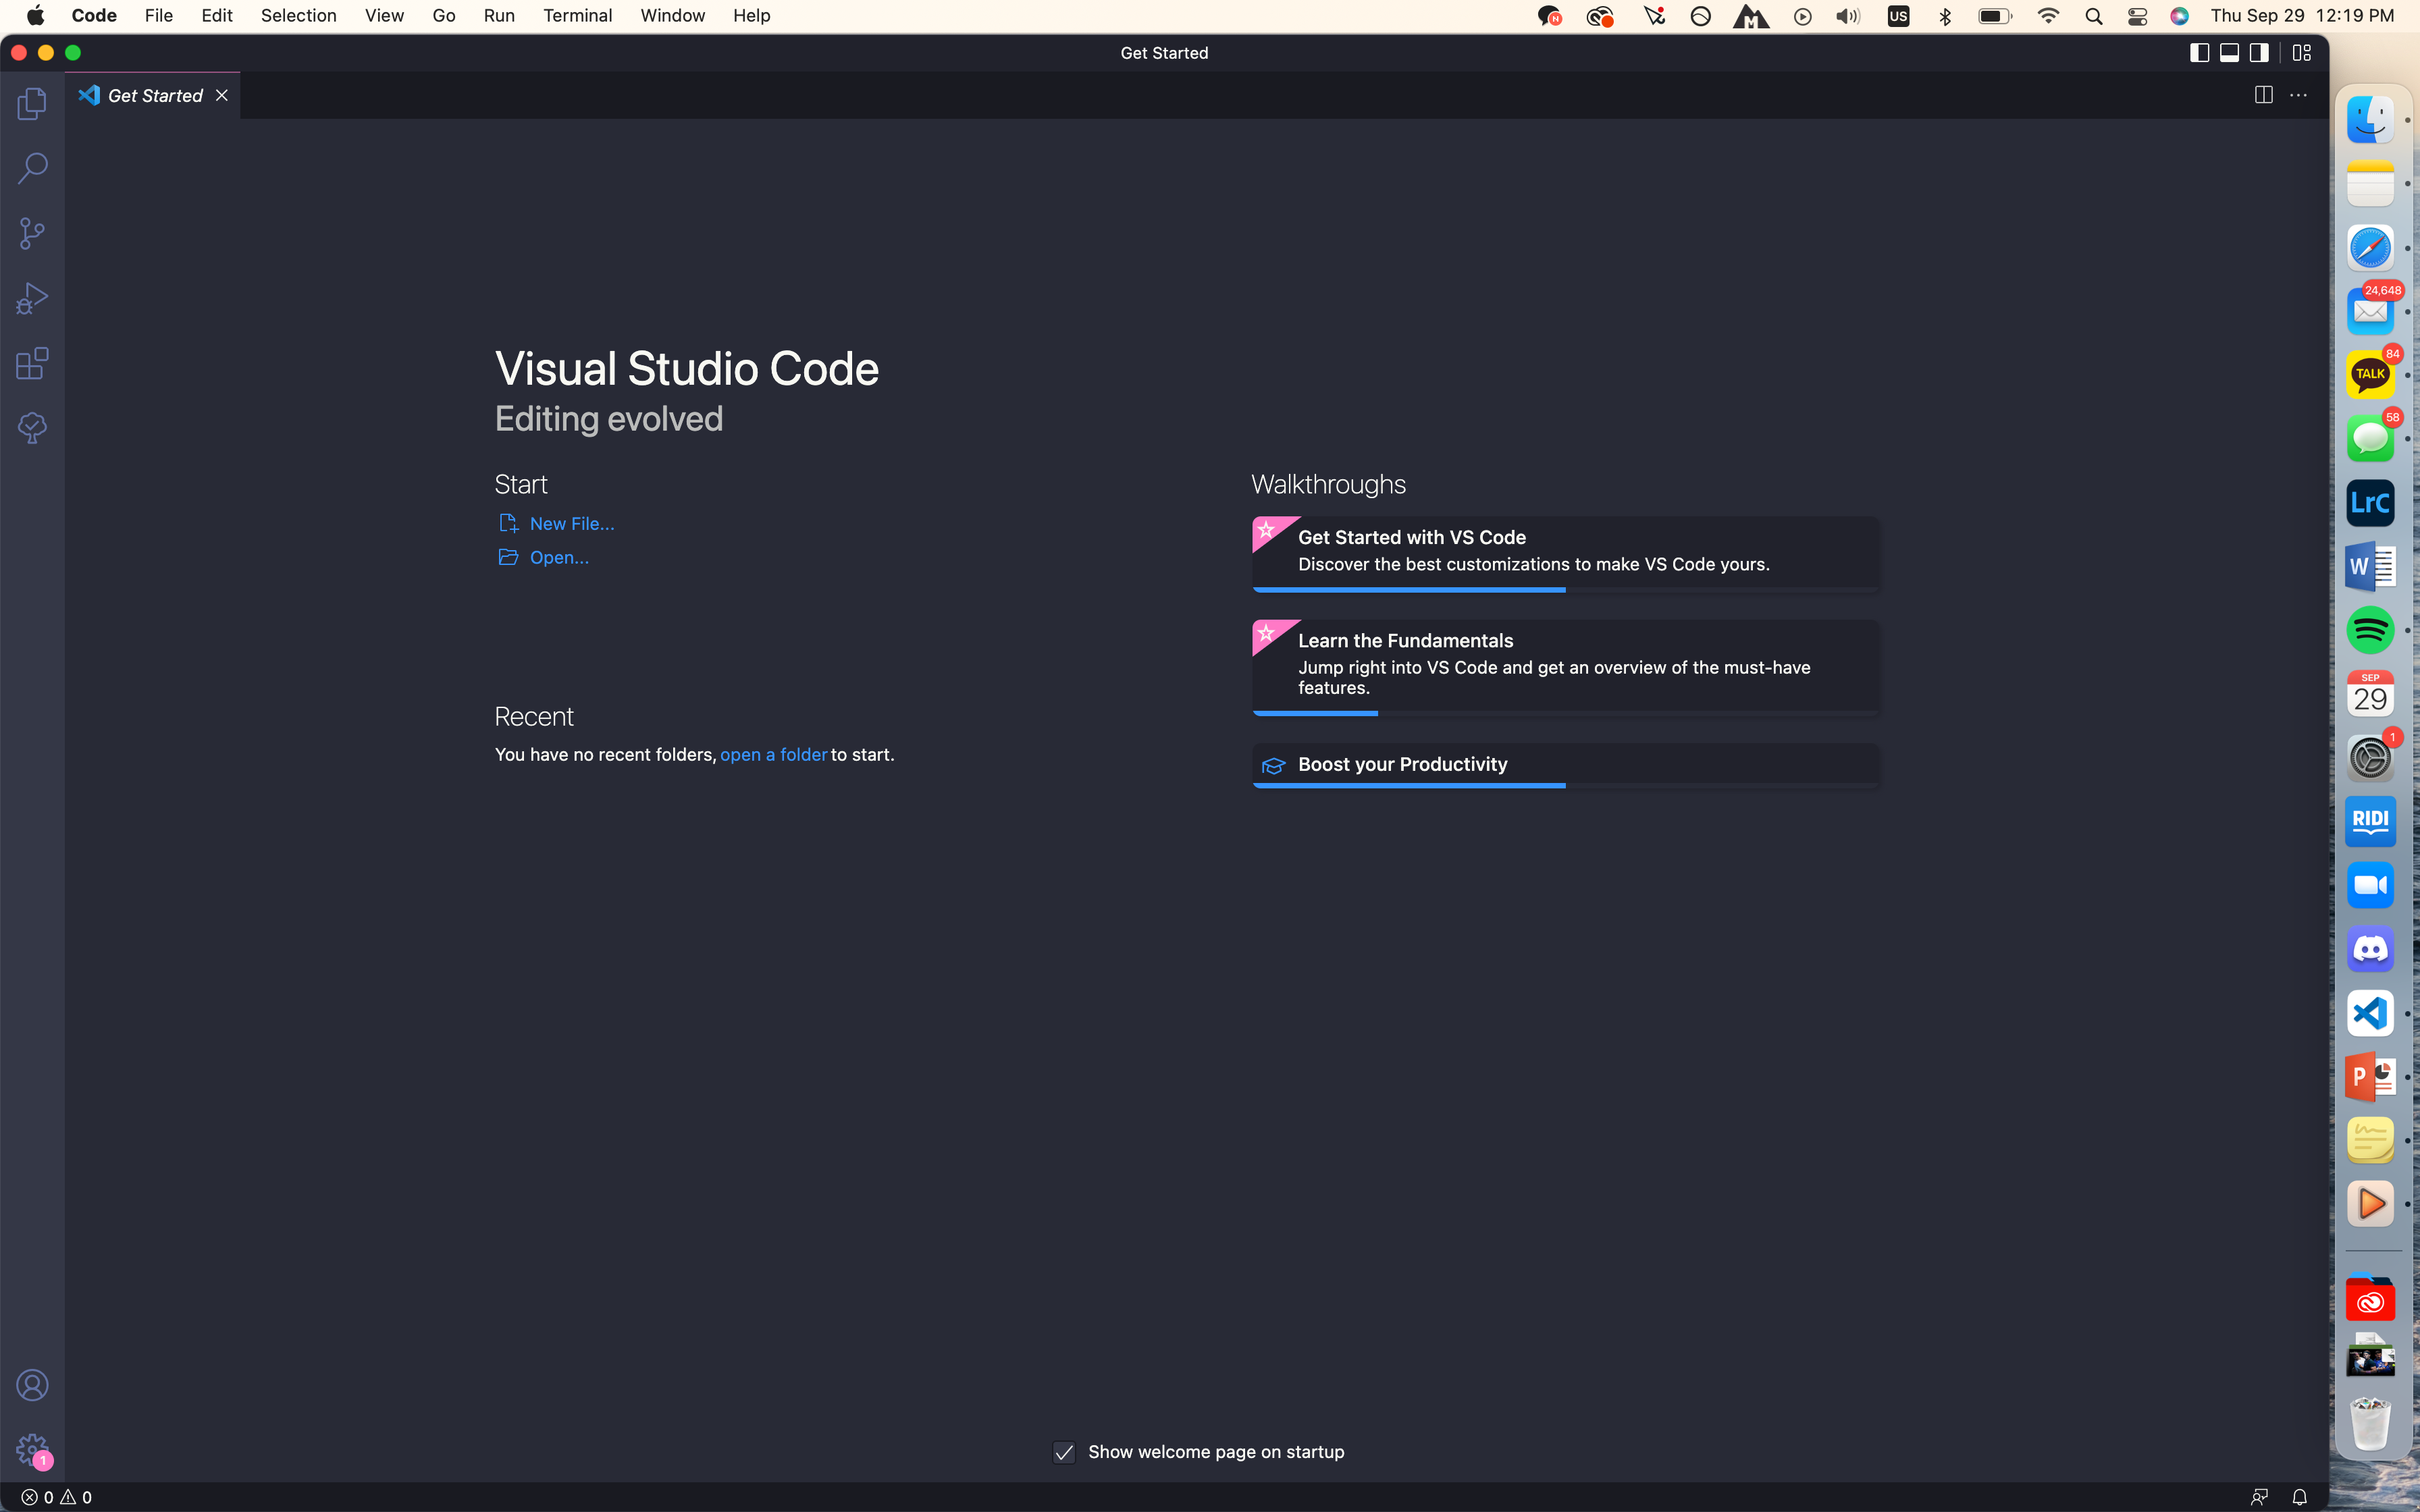 Code File Edit Selection View Go Run Terminal Window Help
N US Thu Sep 29 12:19 PM
Get Started
Get Started
Visual Studio Code
Editing evolved
Start
New File...
Open...
Recent
You have no recent folders, open a folder to start.
Walkthroughs
Get Started with VS Code
Discover the best customizations to make VS Code yours.
Learn the Fundamentals
Jump right into VS Code and get an overview of the must-have
features.
Boost your Productivity
Show welcome page on startup
1
0 0
24,648
84
TALK
58
LrC
W
SEP
29
1
RIDI
P